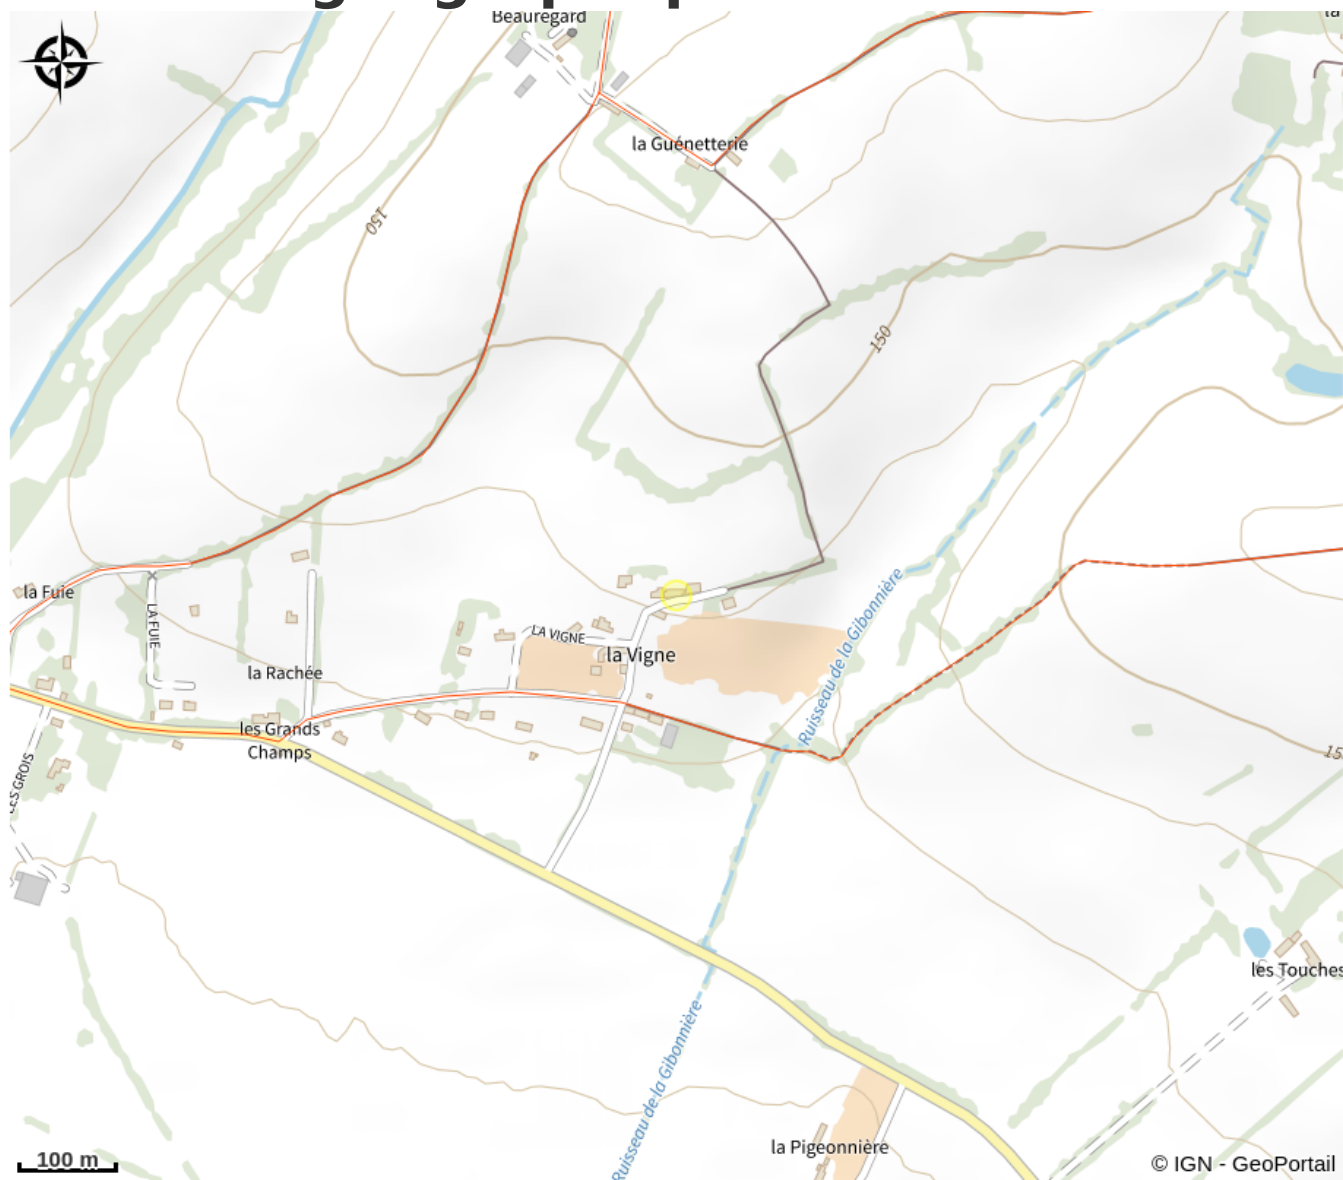 Beauregard
la
la Guénetterie
150
150
la Fuie
LA FUIE
LA VIGNE
la Vigne
la Rachée
les Grands
Champs
Ruisseau de la Gibonnière
LES GROIS
les Touches
Ruisseau de la Gibonnière
la Pigeonnière
100 m
© IGN - GeoPortail